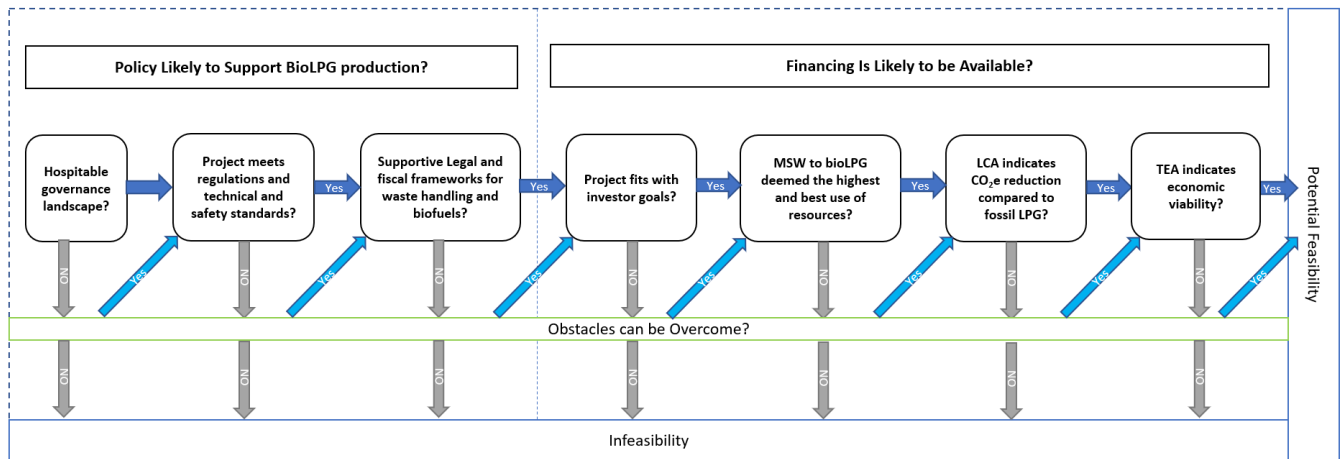 Policy Likely to Support BioLPG production?
Financing Is Likely to be Available?
Hospitable
governance
landscape?
Project meets
regulations and
technical and
safety standards?
Yes
Supportive Legal and
fiscal frameworks for
waste handling and
biofuels?
Yes
Project fits with
investor goals?
Yes
MSW to bioLPG
deemed the highest
and best use of
resources?
Yes
LCA indicates
CO₂e reduction
compared to
fossil LPG?
Yes
TEA indicates
economic
viability?
Yes
Potential Feasibility
NO
Yes
NO
Yes
NO
Yes
NO
Yes
NO
Yes
NO
Yes
NO
Yes
Obstacles can be Overcome?
NO
NO
NO
NO
NO
NO
NO
Infeasibility